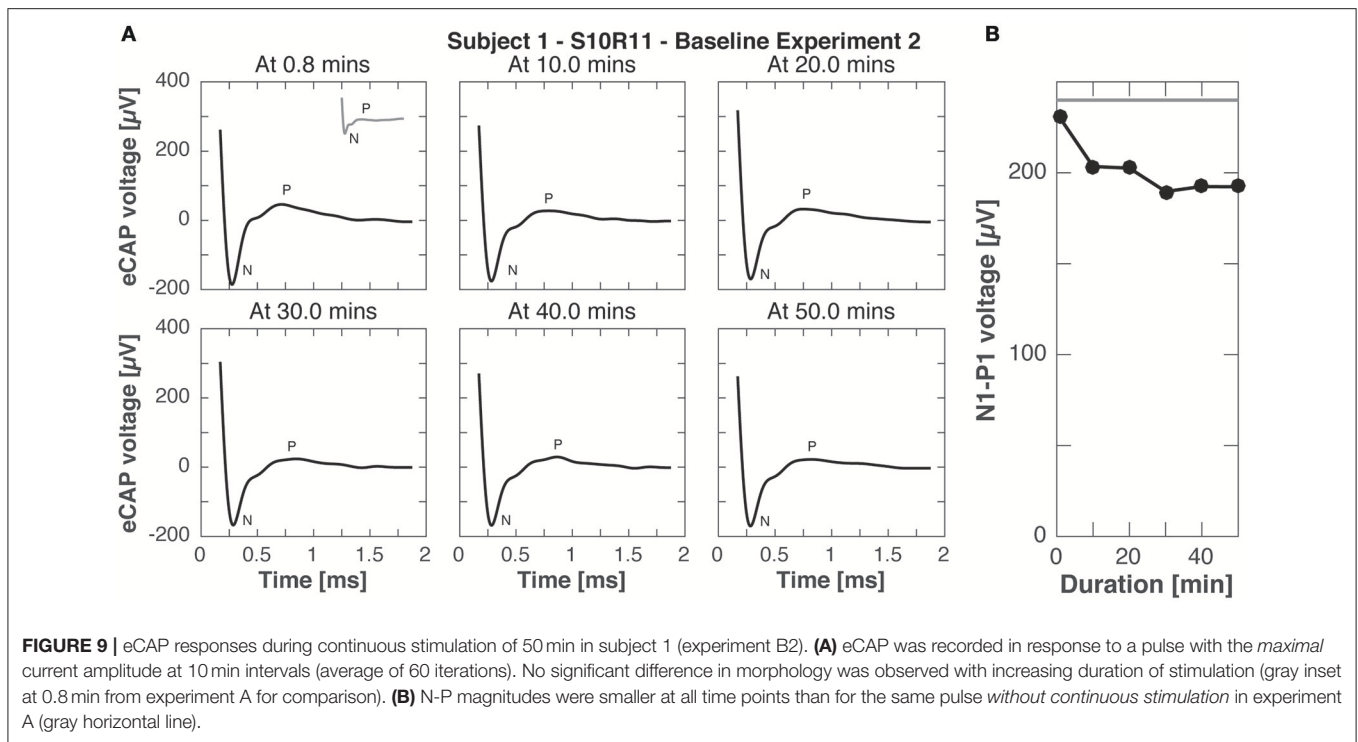 A
Subject 1 - S10R11 - Baseline Experiment 2
B
At 0.8 mins
At 10.0 mins
At 20.0 mins
eCAP voltage [µV]
400
200
0
-200
P
N
P
N
P
N
P
N
At 30.0 mins
At 40.0 mins
At 50.0 mins
eCAP voltage [µV]
400
200
0
-200
P
N
P
N
P
N
0 0.5 1 1.5 2
0 0.5 1 1.5 2
0 0.5 1 1.5 2
Time [ms]
Time [ms]
Time [ms]
N1-P1 voltage [µV]
200
100
0
0 20 40
Duration [min]
FIGURE 9 | eCAP responses during continuous stimulation of 50 min in subject 1 (experiment B2). (A) eCAP was recorded in response to a pulse with the maximal
current amplitude at 10 min intervals (average of 60 iterations). No significant difference in morphology was observed with increasing duration of stimulation (gray inset
at 0.8 min from experiment A for comparison). (B) N-P magnitudes were smaller at all time points than for the same pulse without continuous stimulation in experiment
A (gray horizontal line).